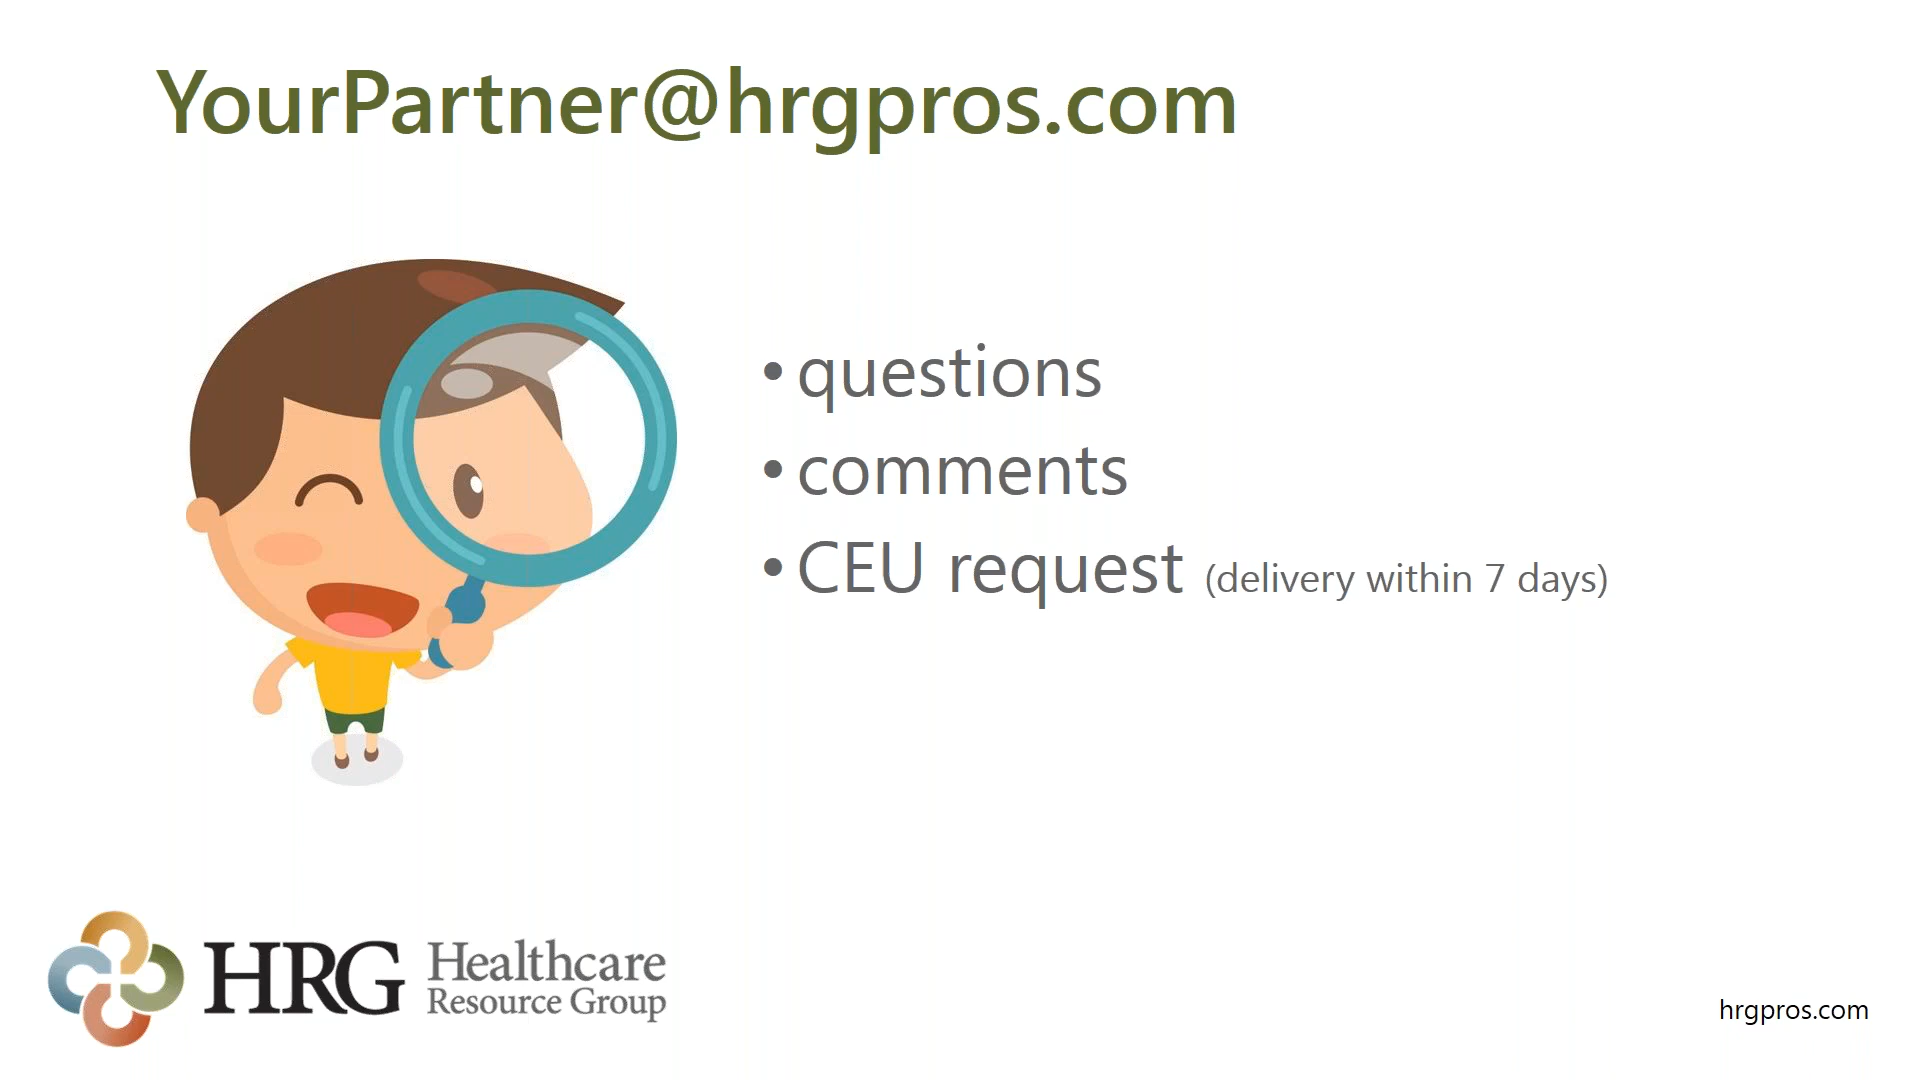 YourPartner@hrgpros.com
• questions
• comments
• CEU request (delivery within 7 days)
HRG Healthcare
Resource Group
hrgpros.com